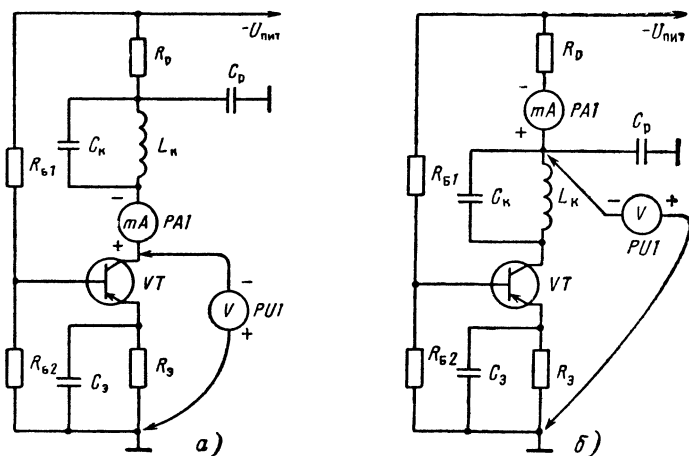 -Uпит
Rр
Cр
Cк
Lк
RБ1
-
mA PA1
+
VT
-
V PU1
+
RБ2
Cэ
Rэ
а)
-Uпит
Rр
-
mA PA1
+
Cр
RБ1
Cк
Lк
- V +
PU1
VT
RБ2
Cэ
Rэ
б)